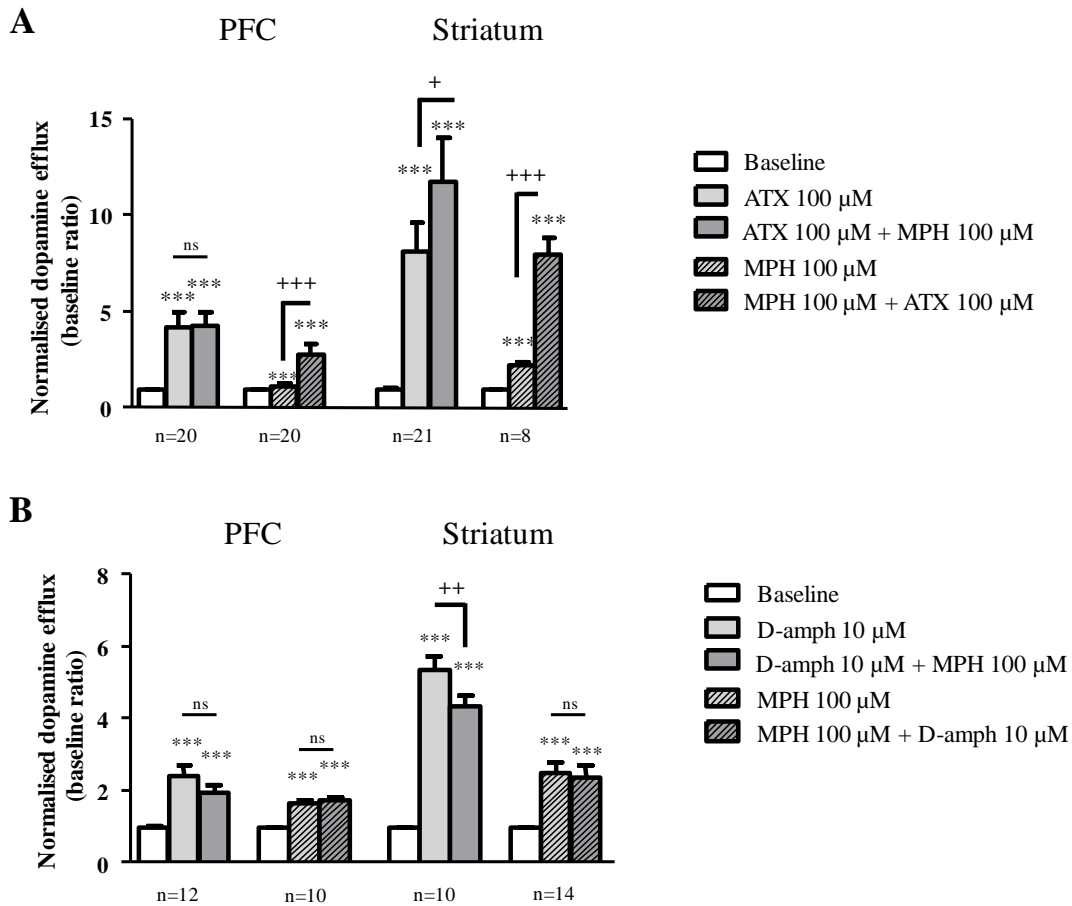 A
PFC
Striatum
Normalised dopamine efflux
(baseline ratio)
15
10
5
0
ns
***
***
+++
***
***
+
***
***
+++
***
***
n=20
n=20
n=21
n=8
Baseline
ATX 100 µM
ATX 100 µM + MPH 100 µM
MPH 100 µM
MPH 100 µM + ATX 100 µM
B
PFC
Striatum
Normalised dopamine efflux
(baseline ratio)
8
6
4
2
0
ns
***
***
ns
***
***
++
***
***
ns
***
***
n=12
n=10
n=10
n=14
Baseline
D-amph 10 µM
D-amph 10 µM + MPH 100 µM
MPH 100 µM
MPH 100 µM + D-amph 10 µM